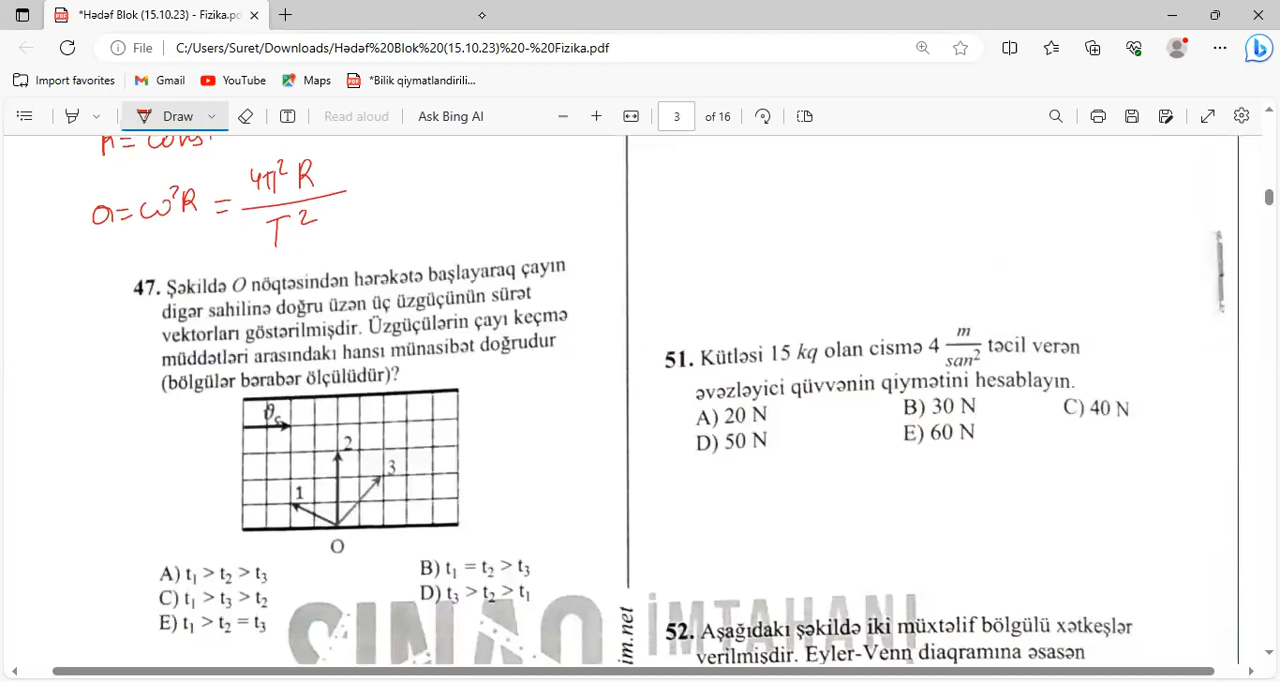 *Hədəf Blok (15.10.23) - Fizika.pd
File C:/Users/Suret/Downloads/Hədəf%20Blok%20(15.10.23)%20-%20Fizika.pdf
Import favorites Gmail YouTube Maps *Bilik qiymatlandirili...
Draw Read aloud Ask Bing AI 3 of 16
a=ω²R = 4π²R / T²
47. Şəkildə O nöqtəsindən hərəkətə başlayaraq çayın
digər sahilinə doğru üzən üç üzgüçünün sürət
vektorları göstərilmişdir. Üzgüçülərin çayı keçmə
müddətləri arasındakı hansı münasibət doğrudur
(bölgülər bərabər ölçülüdür)?
2
3
1
O
A) t₁ > t₂ > t₃ B) t₁ = t₂ > t₃
C) t₁ > t₃ > t₂ D) t₃ > t₂ > t₁
E) t₁ > t₂ = t₃
SINAQ İMTAHANI
im.net
51. Kütləsi 15 kq olan cismə 4 m/san² təcil verən
əvəzləyici qüvvənin qiymətini hesablayın.
A) 20 N B) 30 N C) 40 N
D) 50 N E) 60 N
52. Aşağıdakı şəkildə iki müxtəlif bölgülü xətkeşlər
verilmişdir. Eyler-Venn diaqramına əsasən